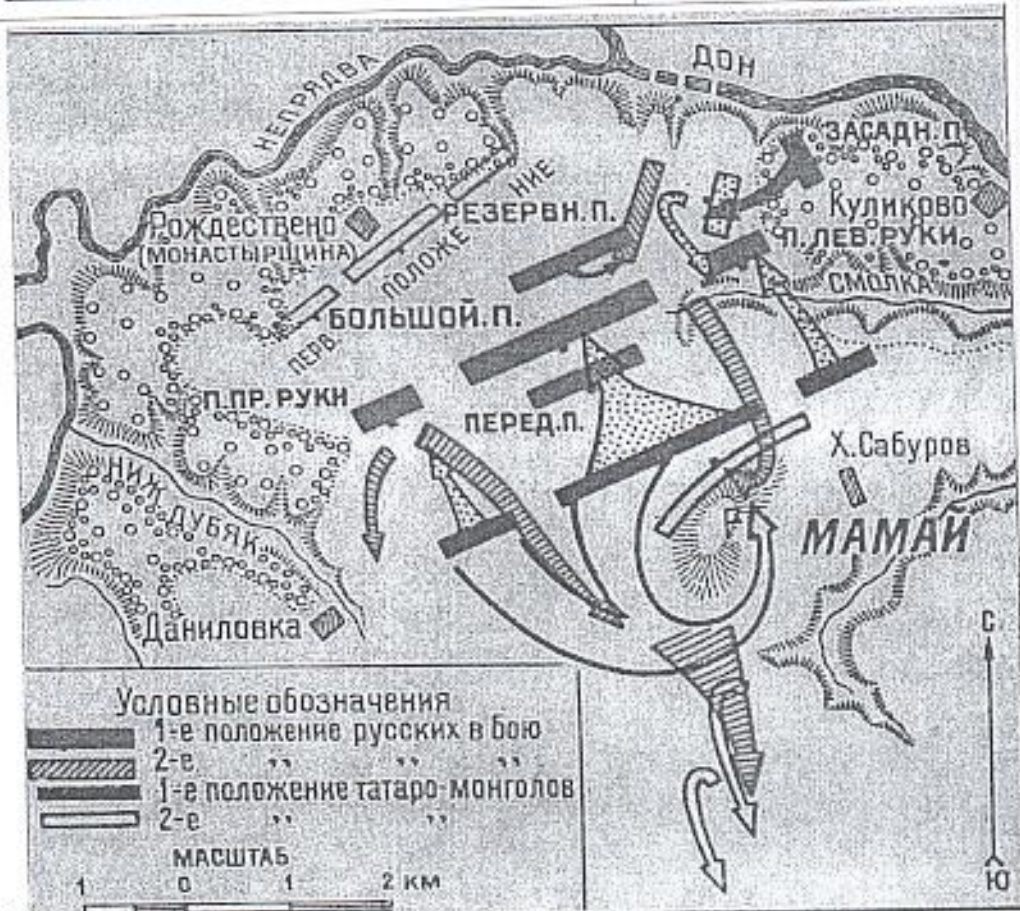 НЕПРЯДВА
ДОН
ЗАСАДН. П.
Рождествено
(МОНАСТЫРЩИНА)
ПЕРВ. ПОЛОЖЕНИЕ
РЕЗЕРВН. П.
Куликово
П. ЛЕВ. РУКИ
СМОЛКА
БОЛЬШОЙ. П.
П. ПР. РУКИ
ПЕРЕД. П.
Х. Сабуров
МАМАЙ
НИЖ. ДУБЯК
Даниловка
С.
Ю
Условные обозначения
1-е положение русских в бою
2-е ,, ,, ,,
1-е положение татаро-монголов
2-е ,, ,,
МАСШТАБ
1 0 1 2 км